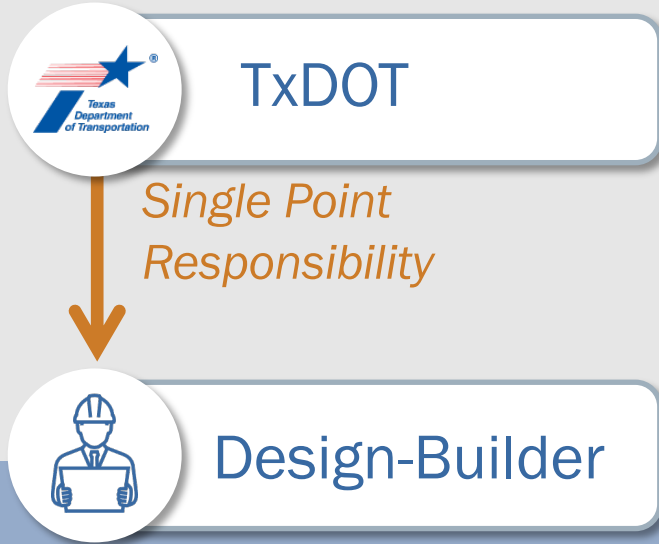 ®
Texas
Department
of Transportation
TxDOT
Single Point
Responsibility
Design-Builder